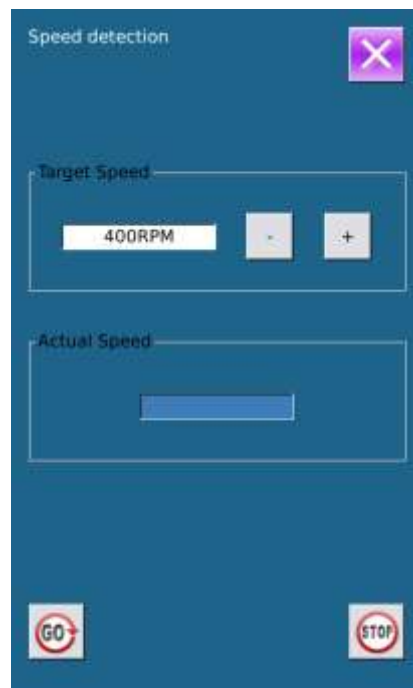 Speed detection
Target Speed
400RPM
-
+
Actual Speed
GO
STOP